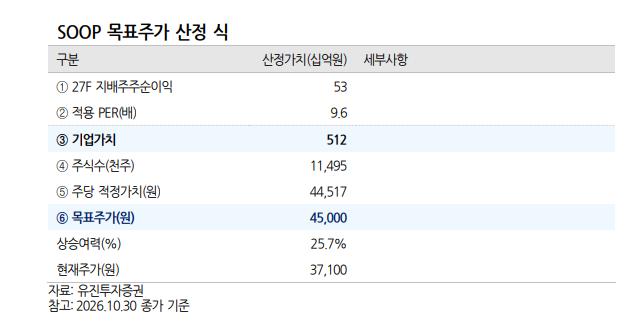 SOOP 목표주가 산정 식
구분 산정가치(십억원) 세부사항
① 27F 지배주주순이익 53
② 적용 PER(배) 9.6
③ 기업가치 512
④ 주식수(천주) 11,495
⑤ 주당 적정가치(원) 44,517
⑥ 목표주가(원) 45,000
상승여력(%) 25.7%
현재주가(원) 37,100
자료: 유진투자증권
참고: 2026.10.30 종가 기준